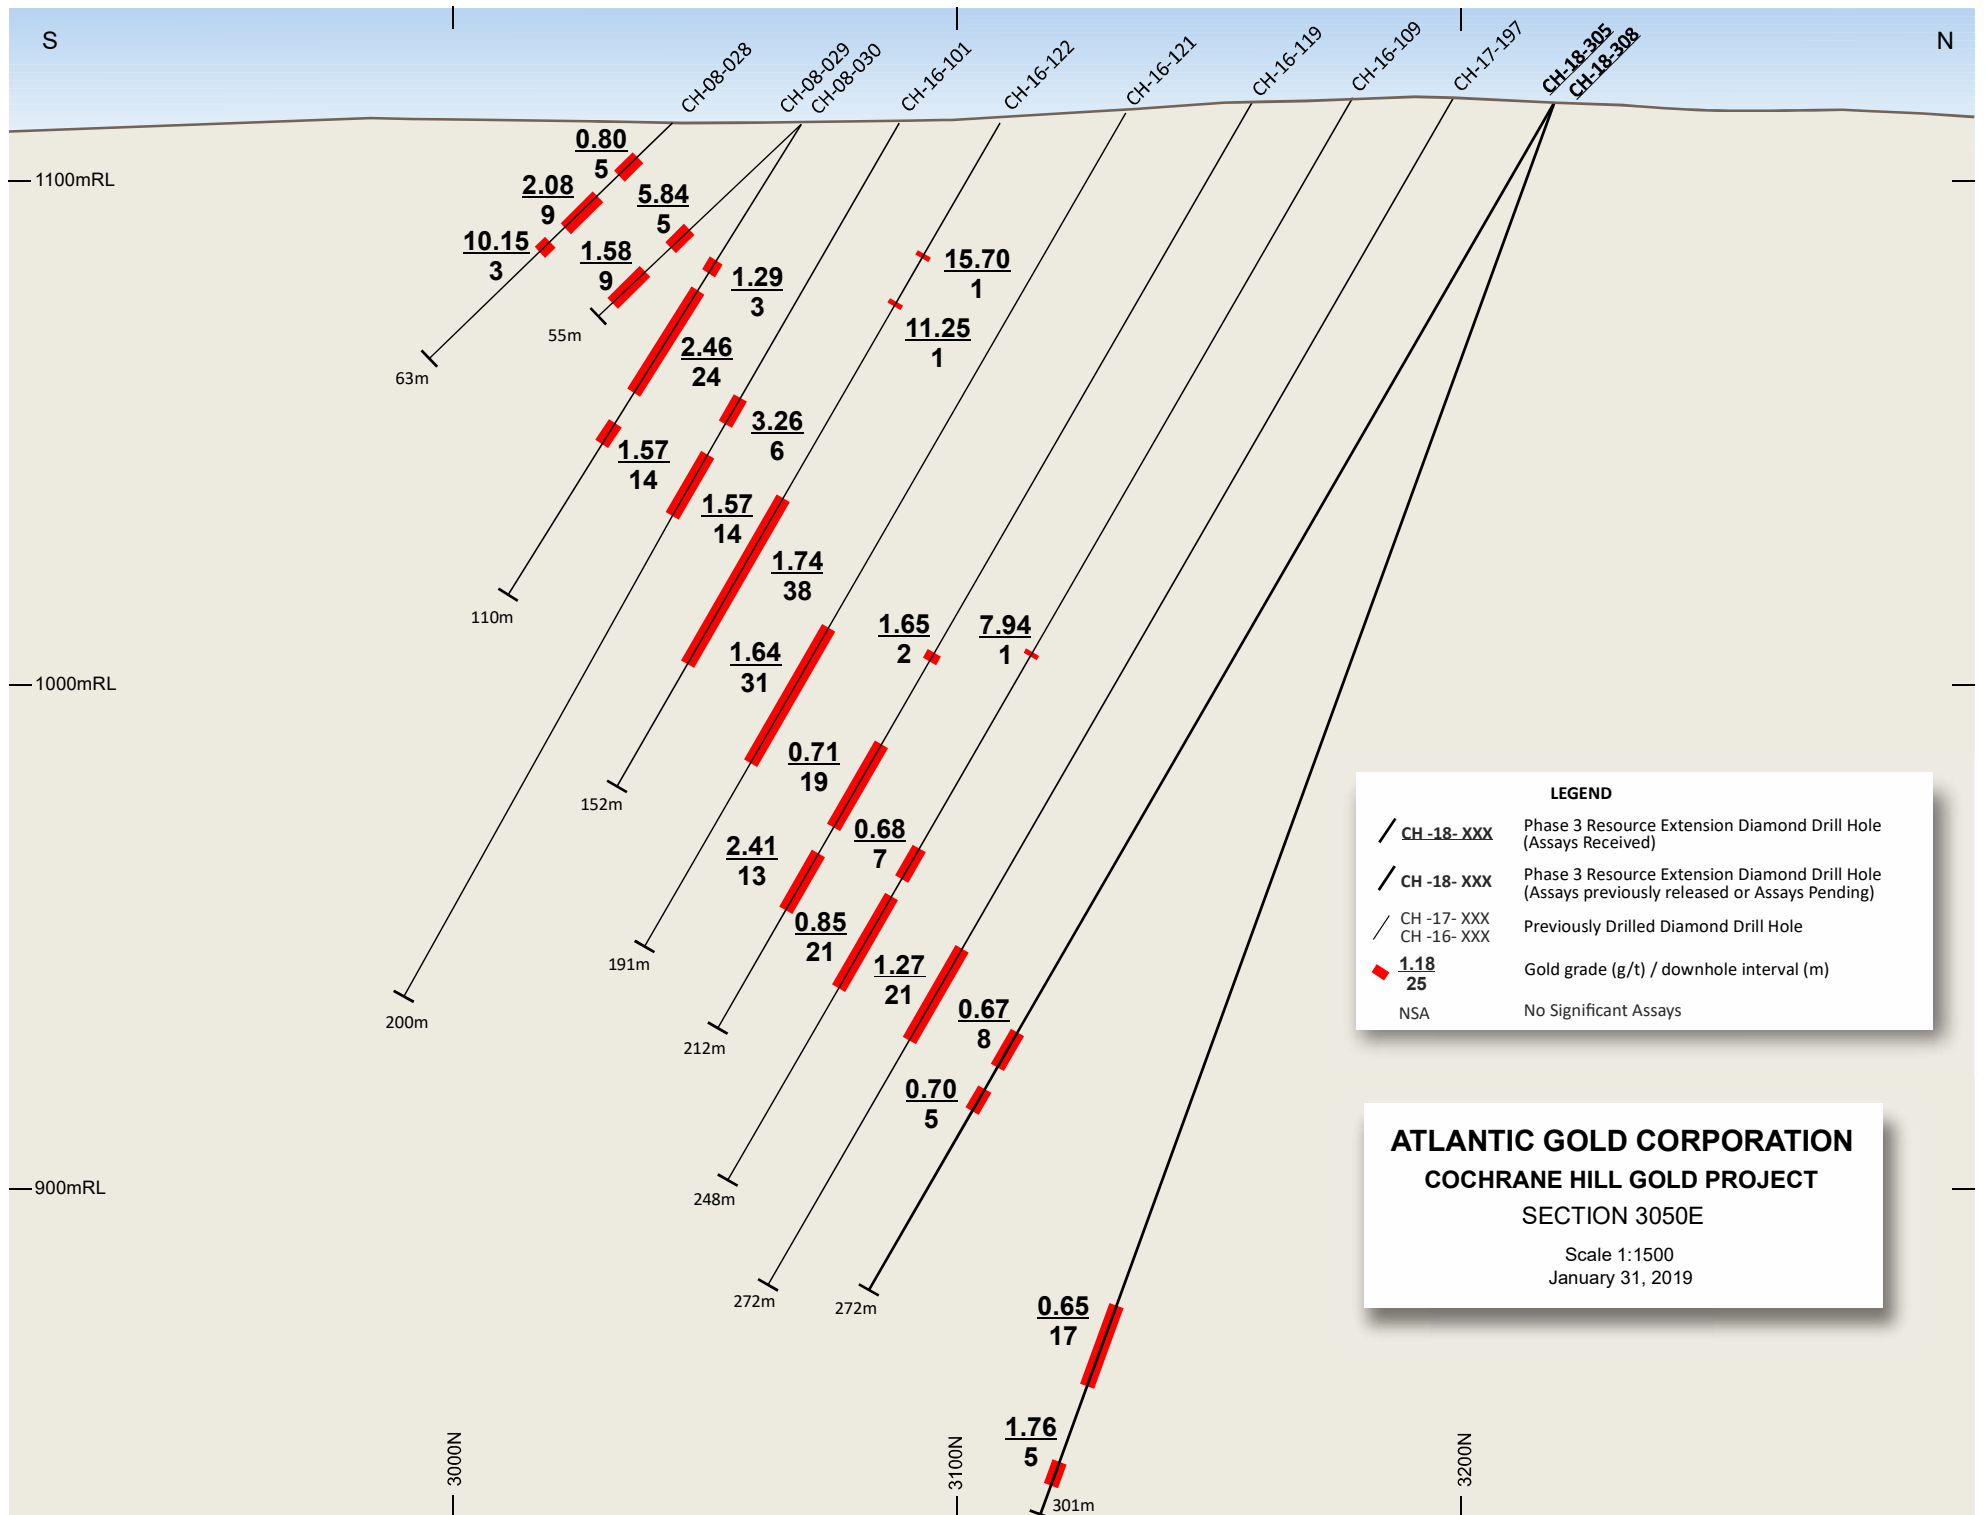 S
N
CH-08-028
CH-08-029
CH-08-030
CH-16-101
CH-16-122
CH-16-121
CH-16-119
CH-16-109
CH-17-197
CH-18-305
CH-18-308
1100mRL
1000mRL
900mRL
0.80
5
2.08
9
10.15
3
63m
5.84
5
1.58
9
55m
1.29
3
2.46
24
1.57
14
110m
3.26
6
1.57
14
200m
15.70
1
11.25
1
1.74
38
152m
1.64
31
191m
1.65
2
0.71
19
2.41
13
212m
7.94
1
0.68
7
0.85
21
248m
1.27
21
272m
0.67
8
0.70
5
272m
0.65
17
1.76
5
301m
3000N
3100N
3200N
LEGEND
CH -18- XXX
Phase 3 Resource Extension Diamond Drill Hole
(Assays Received)
CH -18- XXX
Phase 3 Resource Extension Diamond Drill Hole
(Assays previously released or Assays Pending)
CH -17- XXX
CH -16- XXX
Previously Drilled Diamond Drill Hole
1.18
25
Gold grade (g/t) / downhole interval (m)
NSA
No Significant Assays
ATLANTIC GOLD CORPORATION
COCHRANE HILL GOLD PROJECT
SECTION 3050E
Scale 1:1500
January 31, 2019